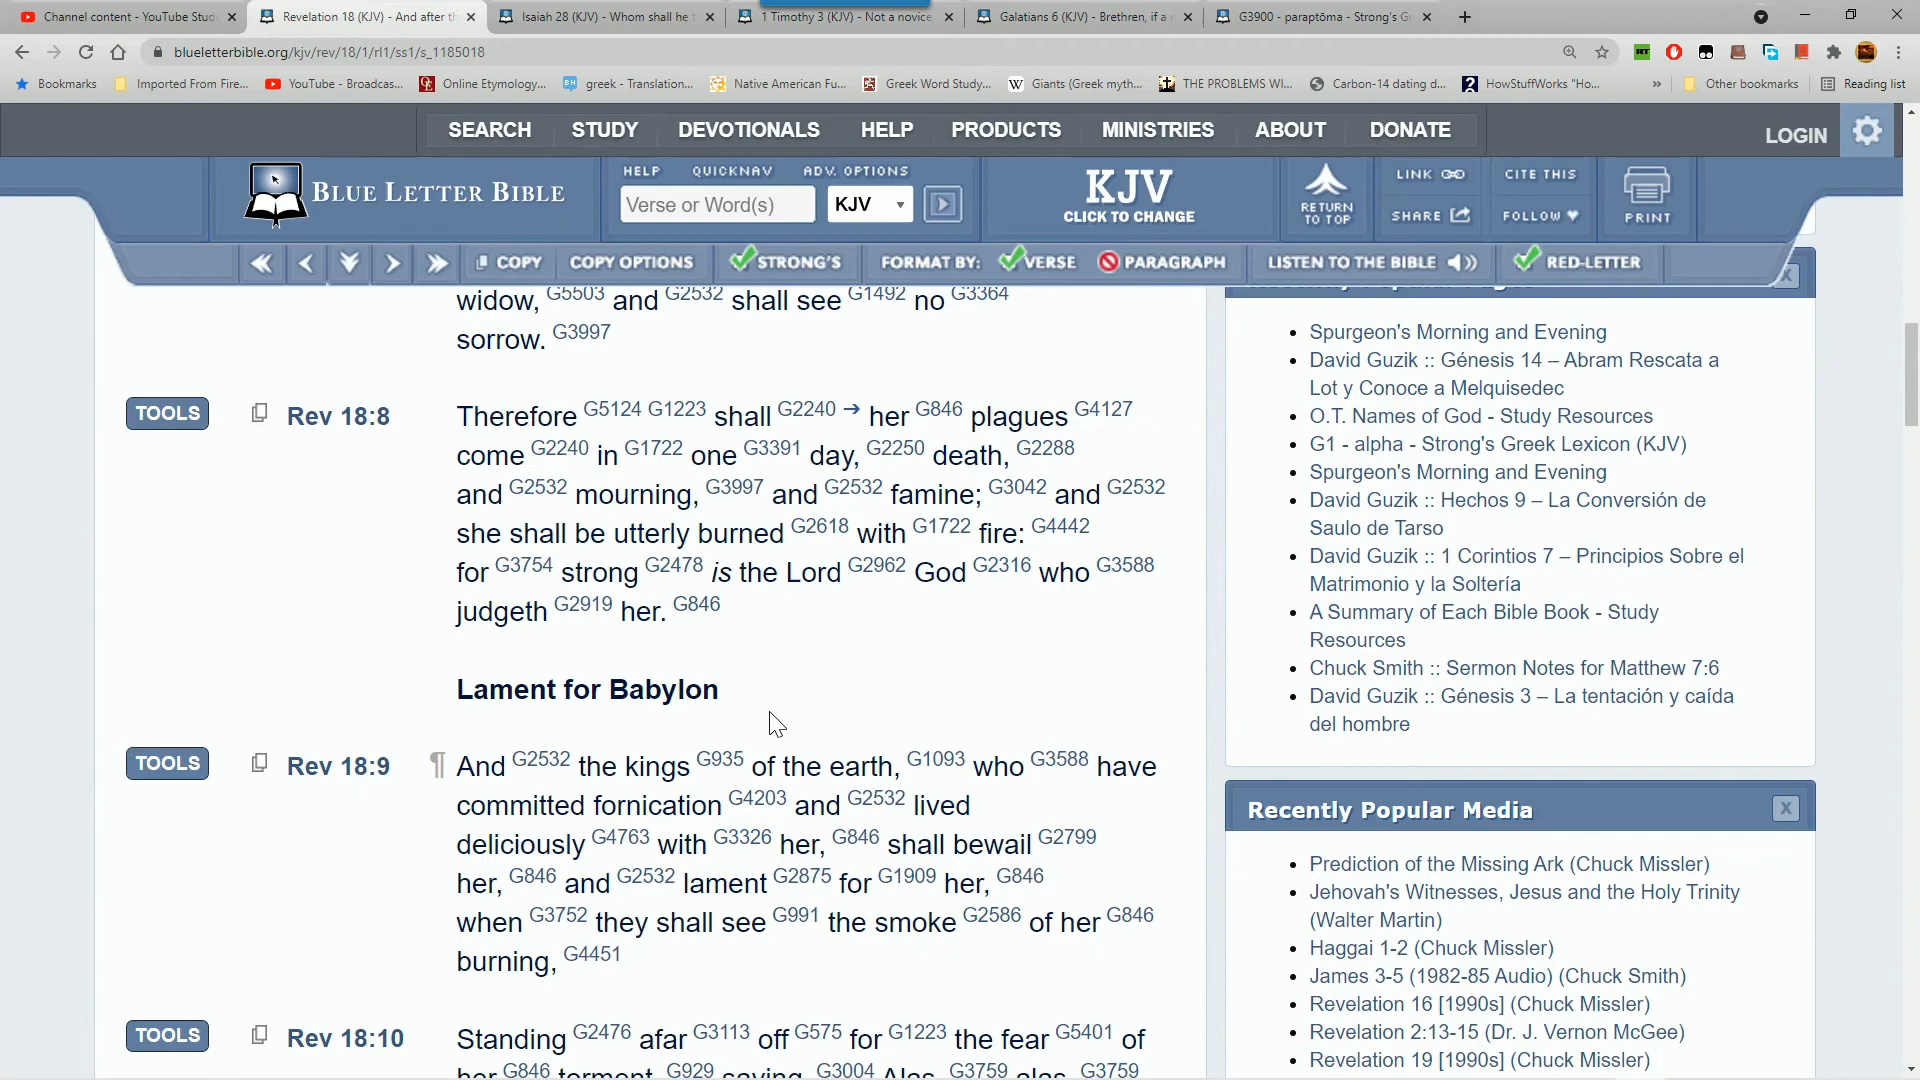 Channel content - YouTube Stud
Revelation 18 (KJV) - And after th
Isaiah 28 (KJV) - Whom shall he t
1 Timothy 3 (KJV) - Not a novice,
Galatians 6 (KJV) - Brethren, if a
G3900 - paraptōma - Strong's Gr
blueletterbible.org/kjv/rev/18/1/rl1/ss1/s_1185018
Bookmarks
Imported From Fire...
YouTube - Broadcas...
Online Etymology...
greek - Translation...
Native American Fu...
Greek Word Study...
Giants (Greek myth...
THE PROBLEMS WI...
Carbon-14 dating d...
HowStuffWorks "Ho...
Other bookmarks
Reading list
SEARCH STUDY DEVOTIONALS HELP PRODUCTS MINISTRIES ABOUT DONATE
LOGIN
BLUE LETTER BIBLE
HELP QUICKNAV ADV. OPTIONS
Verse or Word(s) KJV
KJV
CLICK TO CHANGE
RETURN
TO TOP
LINK
SHARE
CITE THIS
FOLLOW
PRINT
COPY COPY OPTIONS STRONG'S FORMAT BY: VERSE PARAGRAPH LISTEN TO THE BIBLE RED-LETTER
widow, G5503 and G2532 shall see G1492 no G3364
sorrow. G3997
TOOLS Rev 18:8 Therefore G5124 G1223 shall G2240 → her G846 plagues G4127
come G2240 in G1722 one G3391 day, G2250 death, G2288
and G2532 mourning, G3997 and G2532 famine; G3042 and G2532
she shall be utterly burned G2618 with G1722 fire: G4442
for G3754 strong G2478 is the Lord G2962 God G2316 who G3588
judgeth G2919 her. G846
Lament for Babylon
TOOLS Rev 18:9 ¶ And G2532 the kings G935 of the earth, G1093 who G3588 have
committed fornication G4203 and G2532 lived
deliciously G4763 with G3326 her, G846 shall bewail G2799
her, G846 and G2532 lament G2875 for G1909 her, G846
when G3752 they shall see G991 the smoke G2586 of her G846
burning, G4451
TOOLS Rev 18:10 Standing G2476 afar G3113 off G575 for G1223 the fear G5401 of
her G846 torment, G929 saying, G3004 Alas, G3759 alas, G3759
X
Spurgeon's Morning and Evening
David Guzik :: Génesis 14 – Abram Rescata a
Lot y Conoce a Melquisedec
O.T. Names of God - Study Resources
G1 - alpha - Strong's Greek Lexicon (KJV)
Spurgeon's Morning and Evening
David Guzik :: Hechos 9 – La Conversión de
Saulo de Tarso
David Guzik :: 1 Corintios 7 – Principios Sobre el
Matrimonio y la Soltería
A Summary of Each Bible Book - Study
Resources
Chuck Smith :: Sermon Notes for Matthew 7:6
David Guzik :: Génesis 3 – La tentación y caída
del hombre
Recently Popular Media X
Prediction of the Missing Ark (Chuck Missler)
Jehovah's Witnesses, Jesus and the Holy Trinity
(Walter Martin)
Haggai 1-2 (Chuck Missler)
James 3-5 (1982-85 Audio) (Chuck Smith)
Revelation 16 [1990s] (Chuck Missler)
Revelation 2:13-15 (Dr. J. Vernon McGee)
Revelation 19 [1990s] (Chuck Missler)